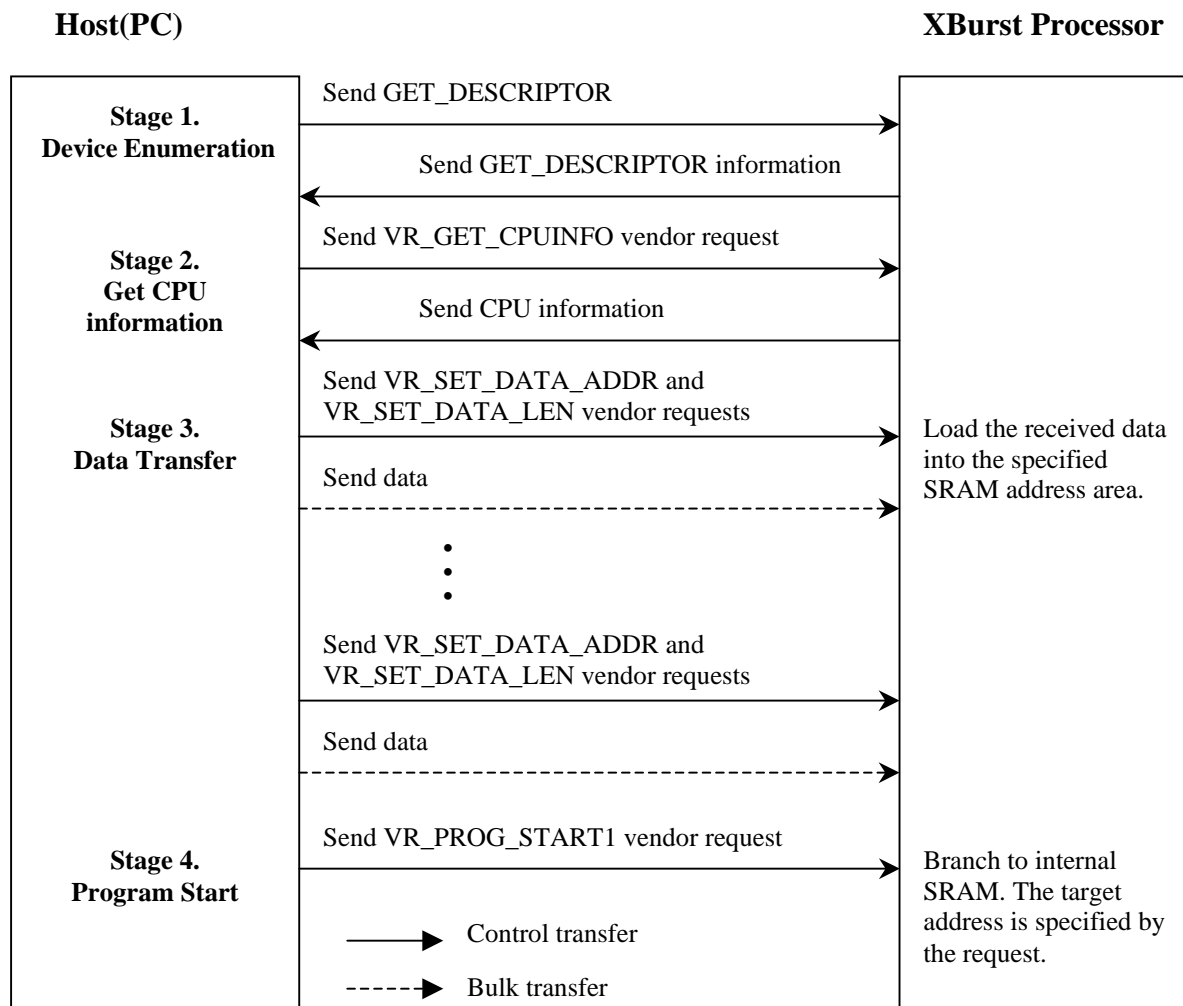 Host(PC)
XBurst Processor
Stage 1.
Device Enumeration
Send GET_DESCRIPTOR
Send GET_DESCRIPTOR information
Stage 2.
Get CPU
information
Send VR_GET_CPUINFO vendor request
Send CPU information
Stage 3.
Data Transfer
Send VR_SET_DATA_ADDR and
VR_SET_DATA_LEN vendor requests
Send data
Load the received data
into the specified
SRAM address area.
Send VR_SET_DATA_ADDR and
VR_SET_DATA_LEN vendor requests
Send data
Stage 4.
Program Start
Send VR_PROG_START1 vendor request
Branch to internal
SRAM. The target
address is specified by
the request.
Control transfer
Bulk transfer